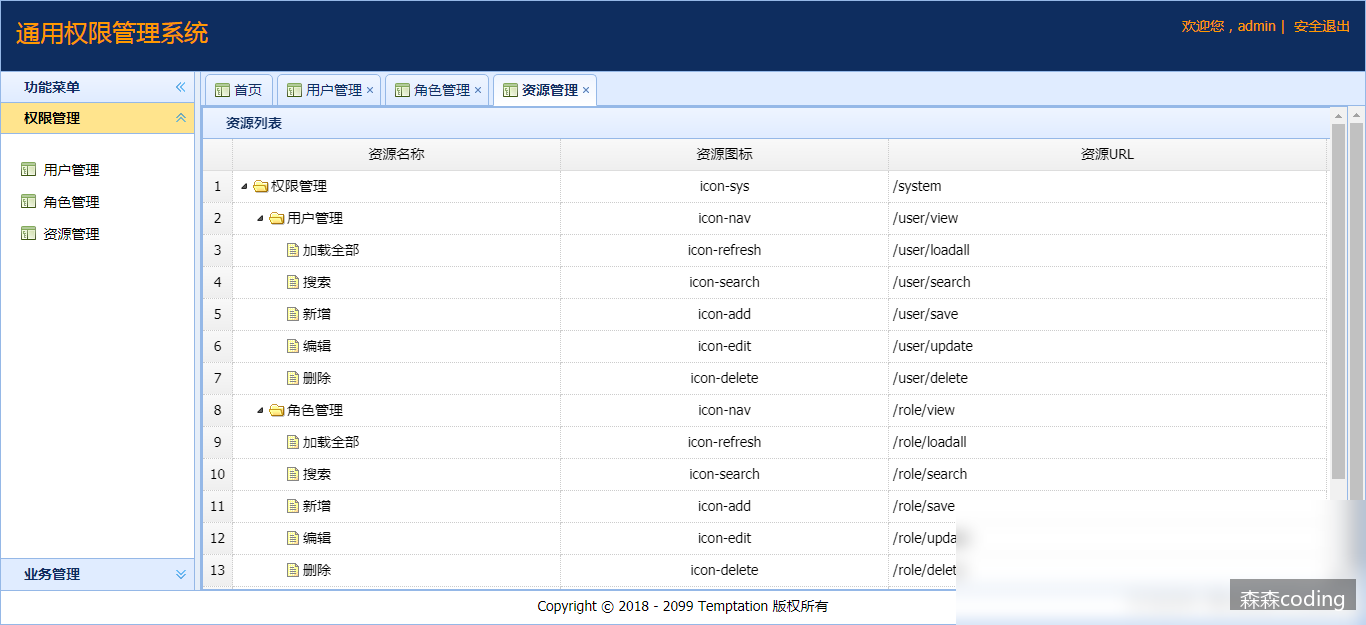 通用权限管理系统
欢迎您，admin | 安全退出
功能菜单
首页 用户管理 角色管理 资源管理
权限管理
资源列表
用户管理
角色管理
资源管理
业务管理
资源名称 资源图标 资源URL
1 权限管理 icon-sys /system
2 用户管理 icon-nav /user/view
3 加载全部 icon-refresh /user/loadall
4 搜索 icon-search /user/search
5 新增 icon-add /user/save
6 编辑 icon-edit /user/update
7 删除 icon-delete /user/delete
8 角色管理 icon-nav /role/view
9 加载全部 icon-refresh /role/loadall
10 搜索 icon-search /role/search
11 新增 icon-add /role/save
12 编辑 icon-edit /role/upda
13 删除 icon-delete /role/delet
Copyright © 2018 - 2099 Temptation 版权所有
森森coding